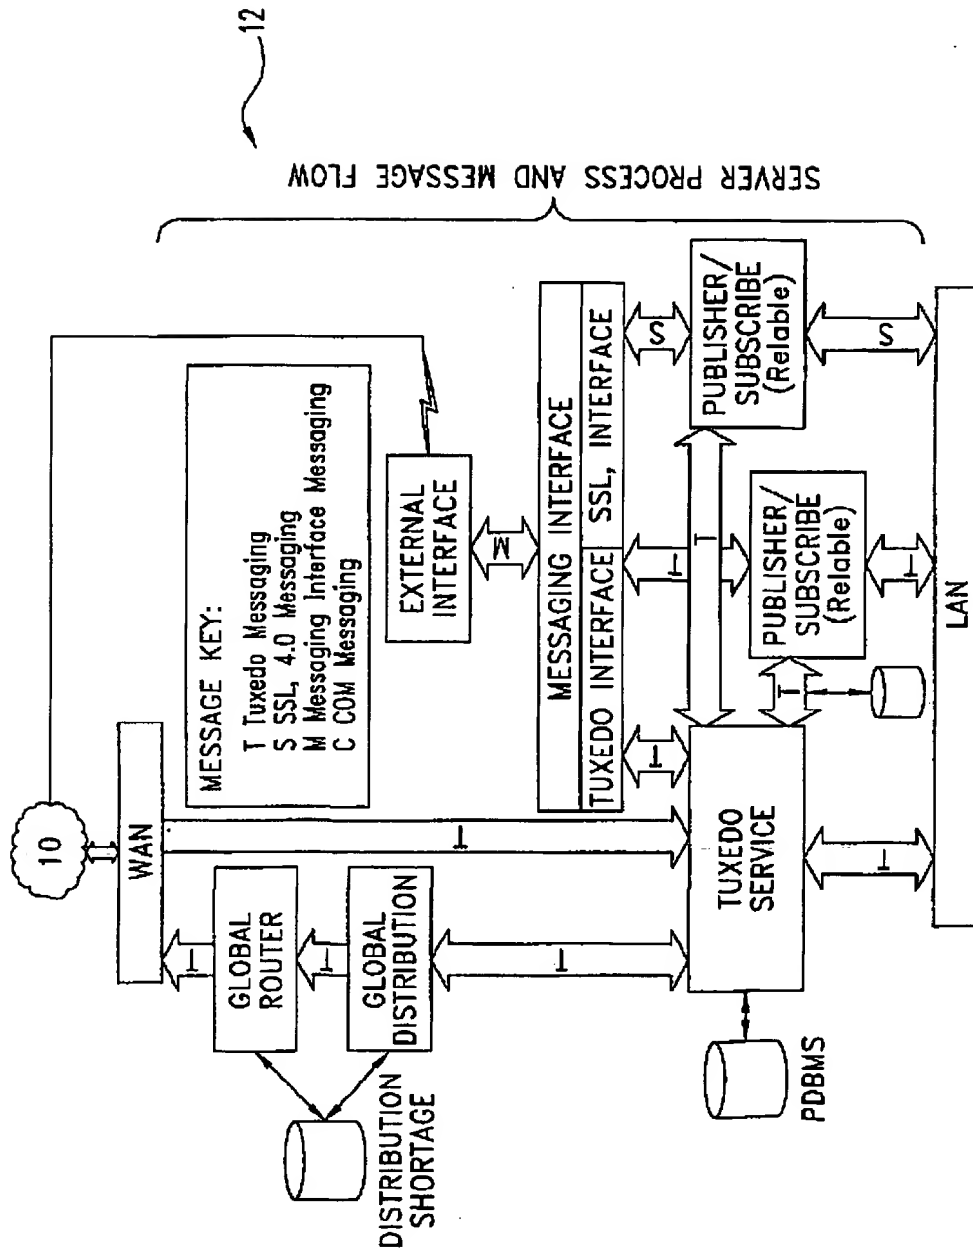 12
SERVER PROCESS AND MESSAGE FLOW
10
WAN
MESSAGE KEY:
T Tuxedo Messaging
S SSL, 4.0 Messaging
M Messaging Interface Messaging
C COM Messaging
T
GLOBAL
ROUTER
T
GLOBAL
DISTRIBUTION
DISTRIBUTION
SHORTAGE
T
T
EXTERNAL
INTERFACE
M
MESSAGING INTERFACE
TUXEDO INTERFACE
SSL, INTERFACE
T
T
S
T
TUXEDO
SERVICE
PDBMS
T
PUBLISHER/
SUBSCRIBE
(Relable)
PUBLISHER/
SUBSCRIBE
(Relable)
T
T
S
LAN